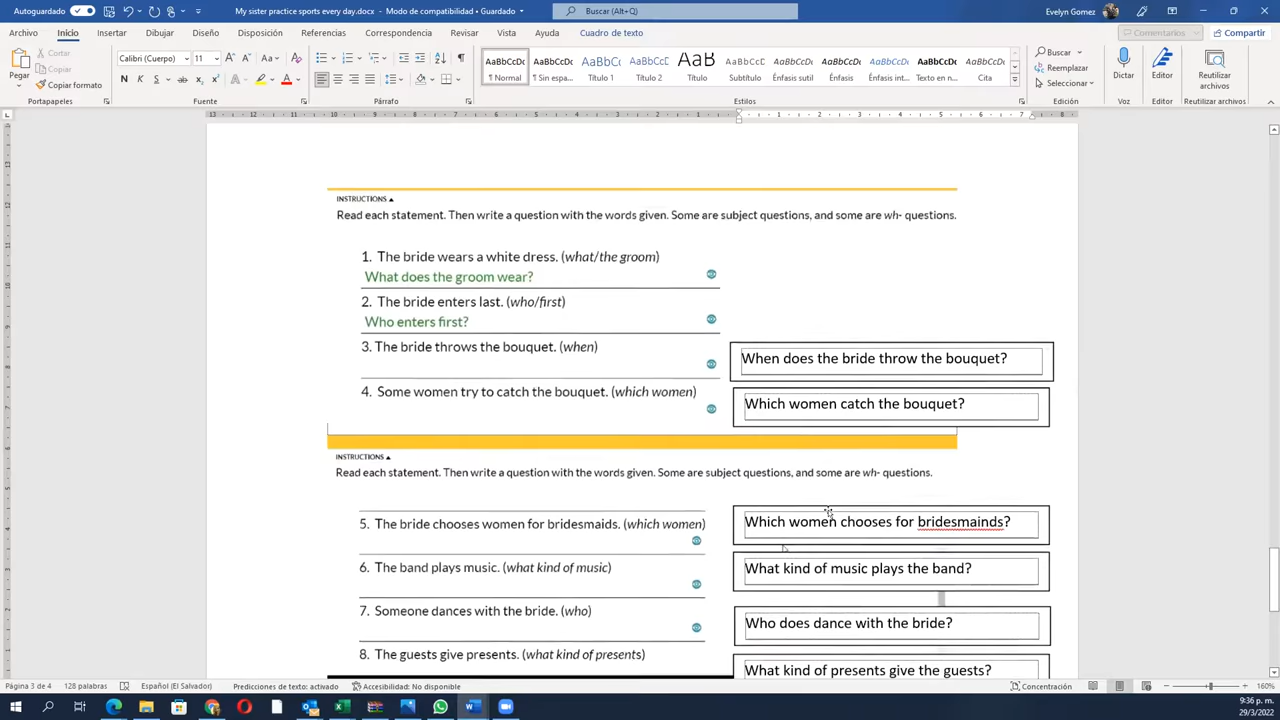 Autoguardado
My sister practice sports every day.docx - Modo de compatibilidad • Guardado
Buscar (Alt+Q)
Evelyn Gomez
Archivo Inicio Insertar Dibujar Diseño Disposición Referencias Correspondencia Revisar Vista Ayuda Cuadro de texto
Comentarios
Compartir
Pegar
Cortar
Copiar
Copiar formato
Portapapeles
Calibri (Cuerpo) 11
Fuente
Párrafo
AaBbCcDc AaBbCcDc AaBbCcC AaBbCcD AaB AaBbCcD AaBbCcDc AaBbCcDc AaBbCcDc AaBbCcDc AaBbCcDc
¶ Normal ¶ Sin espa... Título 1 Título 2 Título Subtítulo Énfasis sutil Énfasis Énfasis int... Texto en n... Cita
Estilos
Buscar
Reemplazar
Seleccionar
Edición
Dictar
Voz
Editor
Editor
Reutilizar archivos
Reutilizar archivos
INSTRUCTIONS
Read each statement. Then write a question with the words given. Some are subject questions, and some are wh- questions.
1. The bride wears a white dress. (what/the groom)
What does the groom wear?
2. The bride enters last. (who/first)
Who enters first?
3. The bride throws the bouquet. (when)
When does the bride throw the bouquet?
4. Some women try to catch the bouquet. (which women)
Which women catch the bouquet?
INSTRUCTIONS
Read each statement. Then write a question with the words given. Some are subject questions, and some are wh- questions.
5. The bride chooses women for bridesmaids. (which women)
Which women chooses for bridesmainds?
6. The band plays music. (what kind of music)
What kind of music plays the band?
7. Someone dances with the bride. (who)
Who does dance with the bride?
8. The guests give presents. (what kind of presents)
What kind of presents give the guests?
Página 3 de 4 128 palabras Español (El Salvador) Predicciones de texto: activado Accesibilidad: No disponible
Concentración
160%
9:36 p. m.
29/3/2022